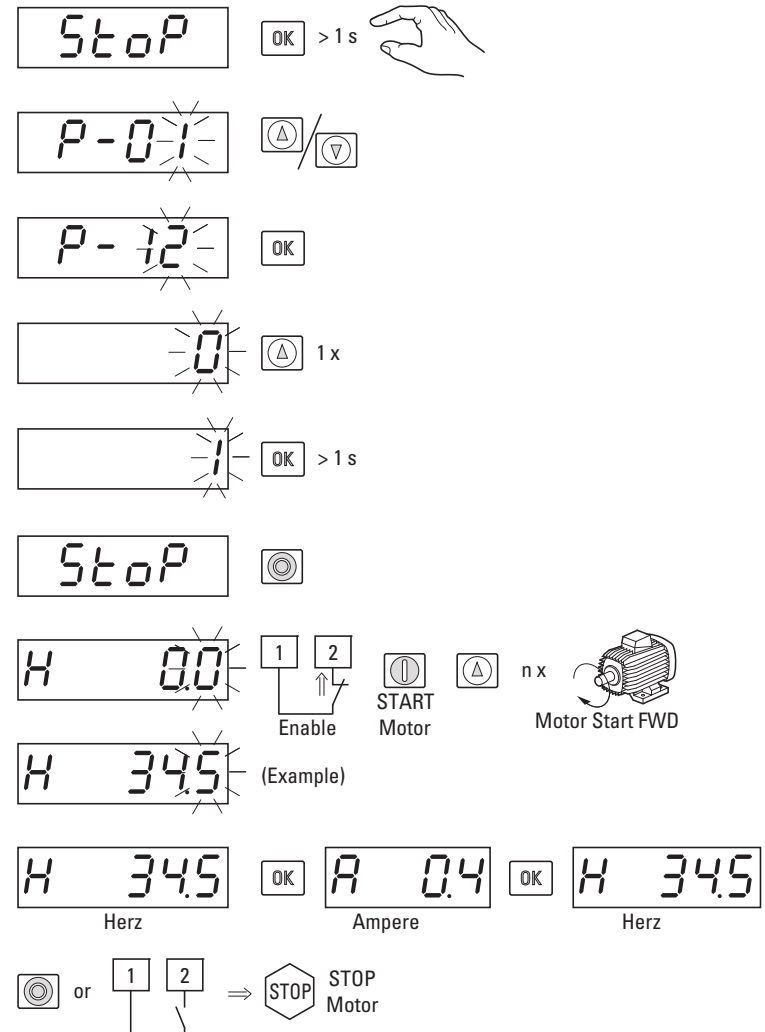 StoP OK > 1 s
P-01
P-12 OK
0 1 x
1 OK > 1 s
StoP
H 0.0 1 2 n x
START
Enable Motor Motor Start FWD
H 34.5 (Example)
H 34.5 OK A 0.4 OK H 34.5
Herz Ampere Herz
or 1 2 ⇒ STOP STOP
Motor